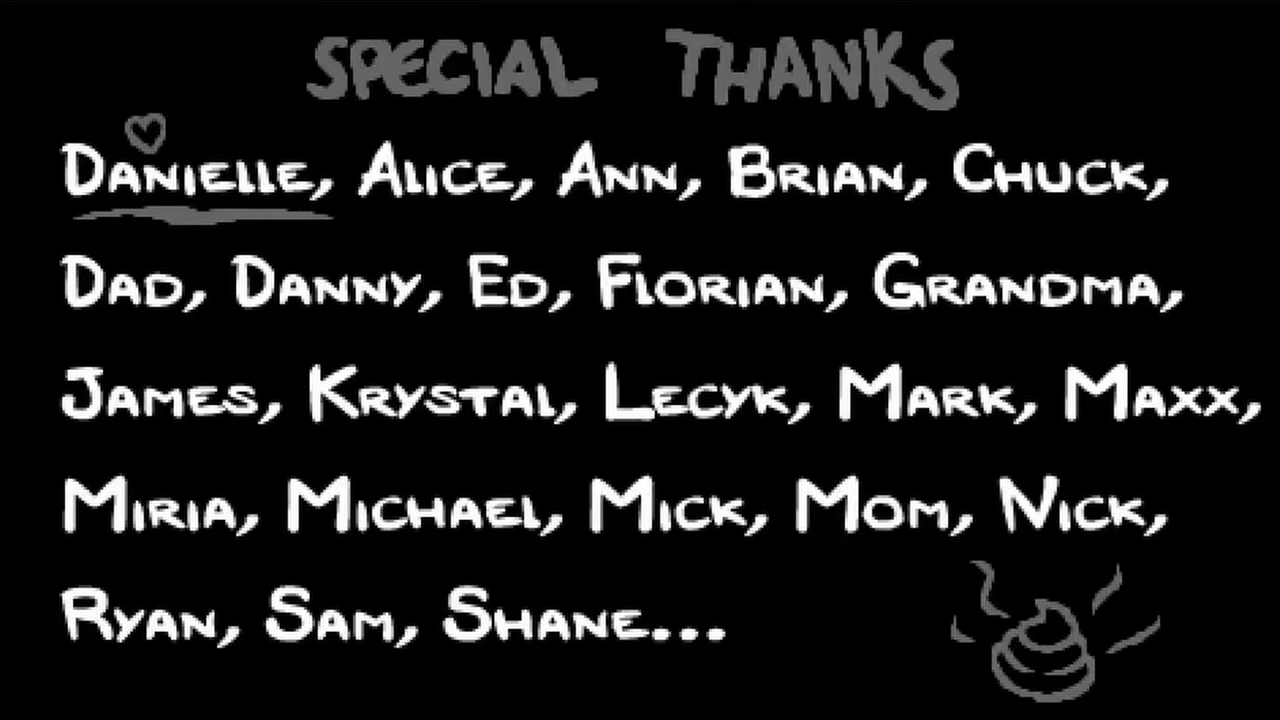 SPECIAL THANKS
DANIELLE, ALICE, ANN, BRIAN, CHUCK,
DAD, DANNY, ED, FLORIAN, GRANDMA,
JAMES, KRYSTAL, LECYK, MARK, MAXX,
MIRIA, MICHAEL, MICK, MOM, NICK,
RYAN, SAM, SHANE...